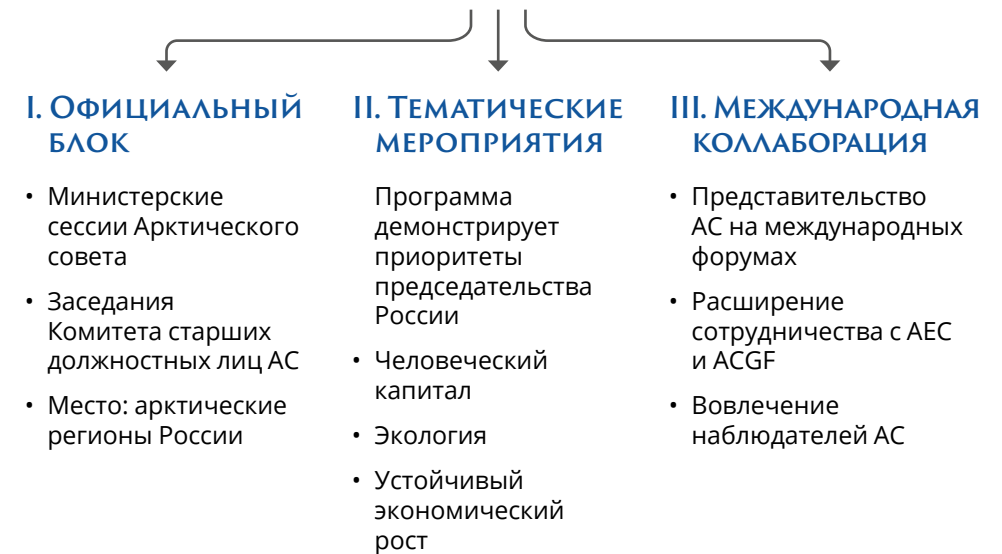 I. Официальный
блок
• Министерские
сессии Арктического
совета
• Заседания
Комитета старших
должностных лиц АС
• Место: арктические
регионы России
II. Тематические
мероприятия
Программа
демонстрирует
приоритеты
председательства
России
• Человеческий
капитал
• Экология
• Устойчивый
экономический
рост
III. Международная
коллаборация
• Представительство
АС на международных
форумах
• Расширение
сотрудничества с AEC
и ACGF
• Вовлечение
наблюдателей АС